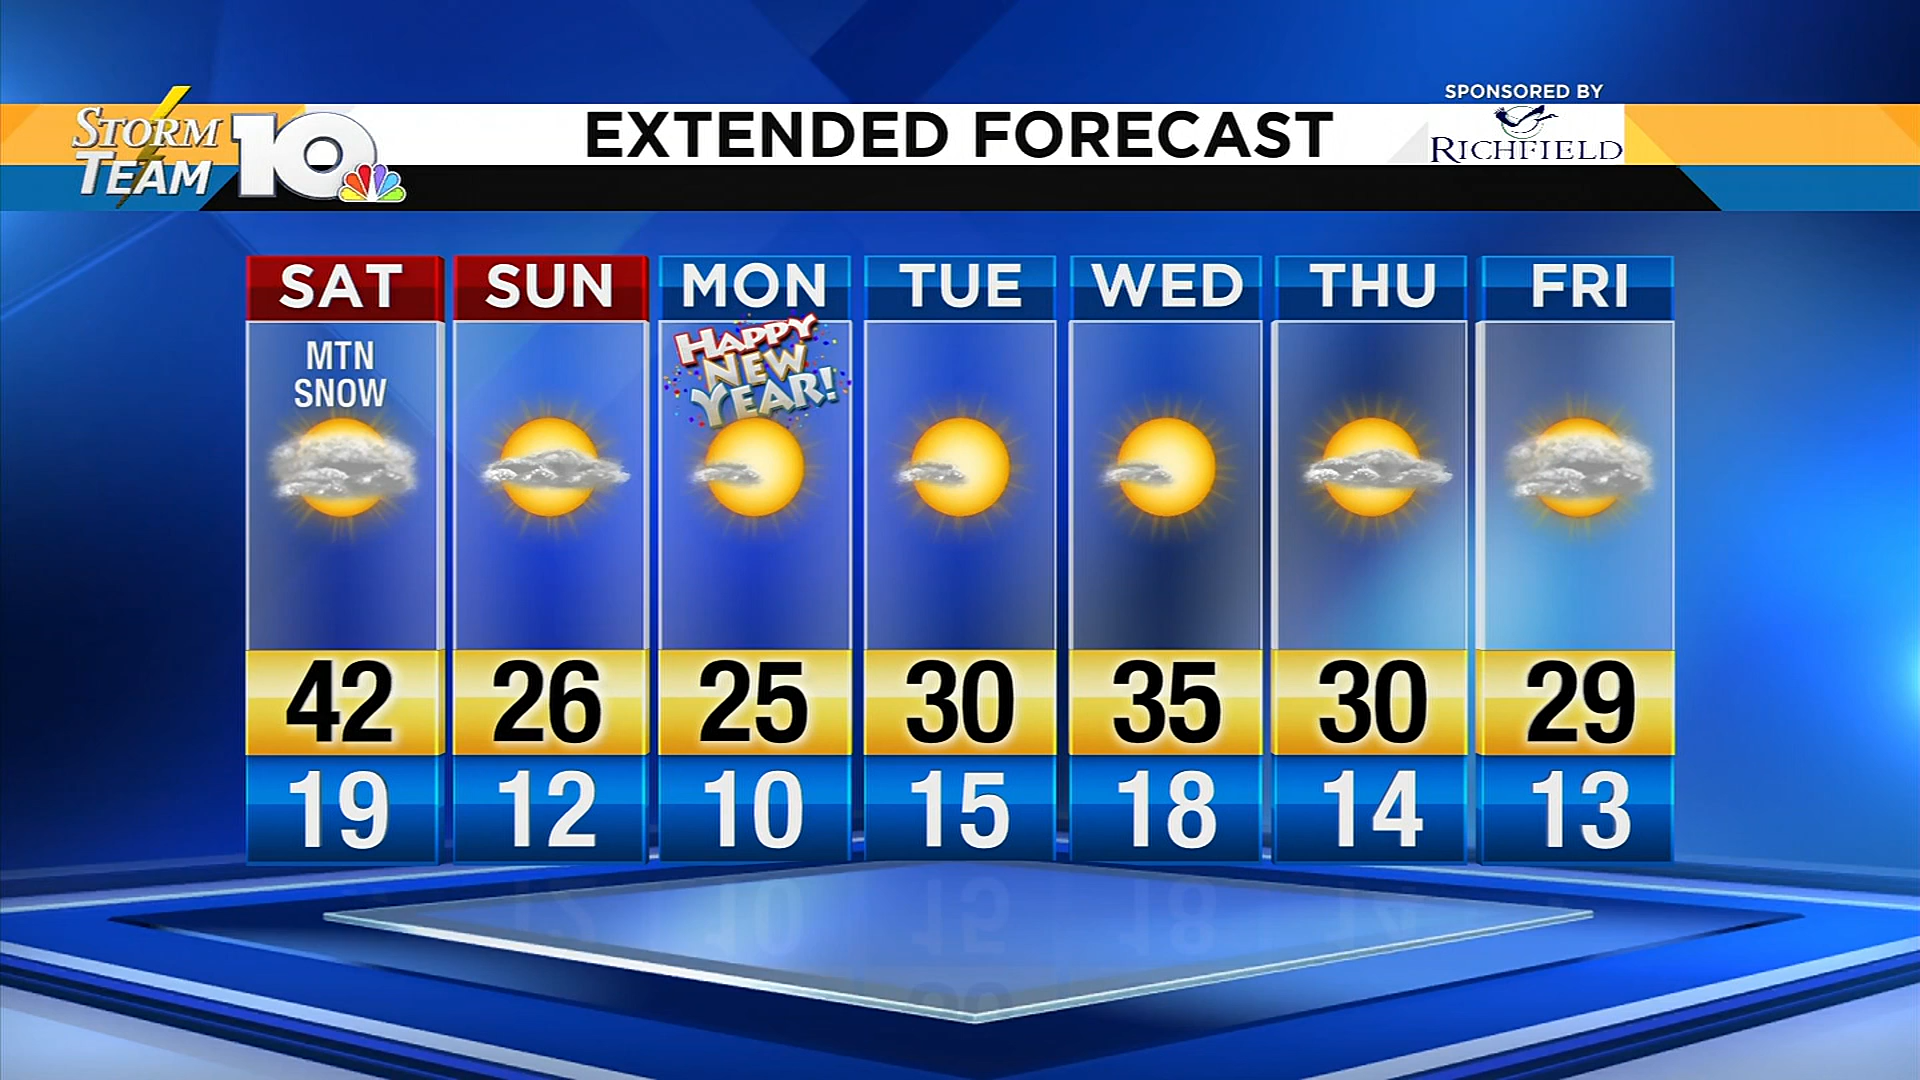 SPONSORED BY
STORM
TEAM
10
EXTENDED FORECAST
RICHFIELD
SAT SUN MON TUE WED THU FRI
MTN
SNOW
HAPPY
NEW
YEAR!
42 26 25 30 35 30 29
19 12 10 15 18 14 13